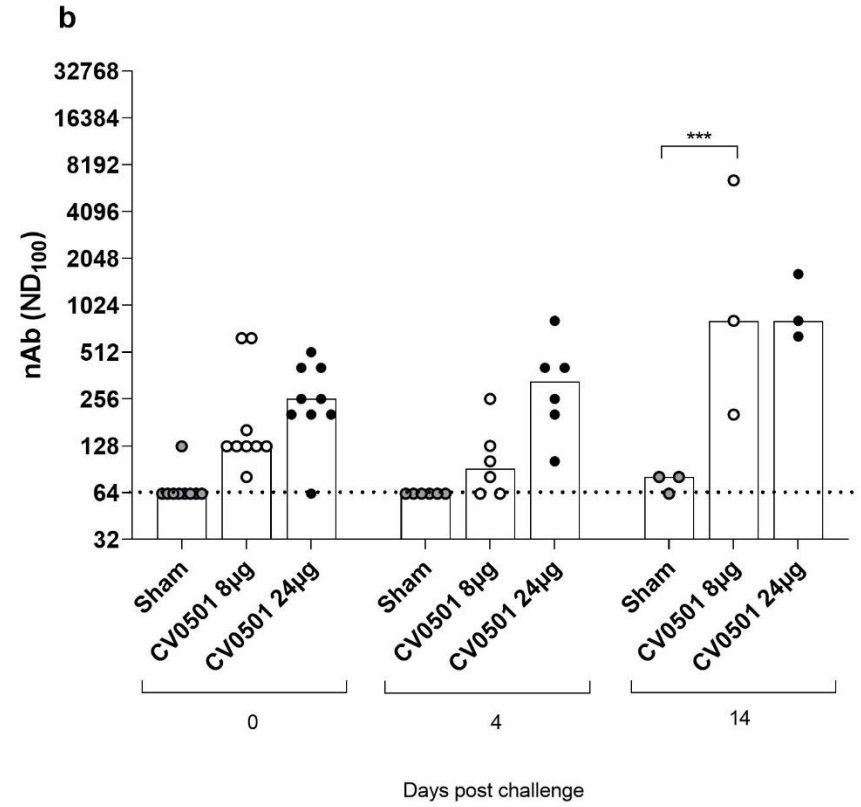 b
nAb (ND100)
32768
16384
8192
4096
2048
1024
512
256
128
64
32
***
Sham
CV0501 8µg
CV0501 24µg
Sham
CV0501 8µg
CV0501 24µg
Sham
CV0501 8µg
CV0501 24µg
0
4
14
Days post challenge